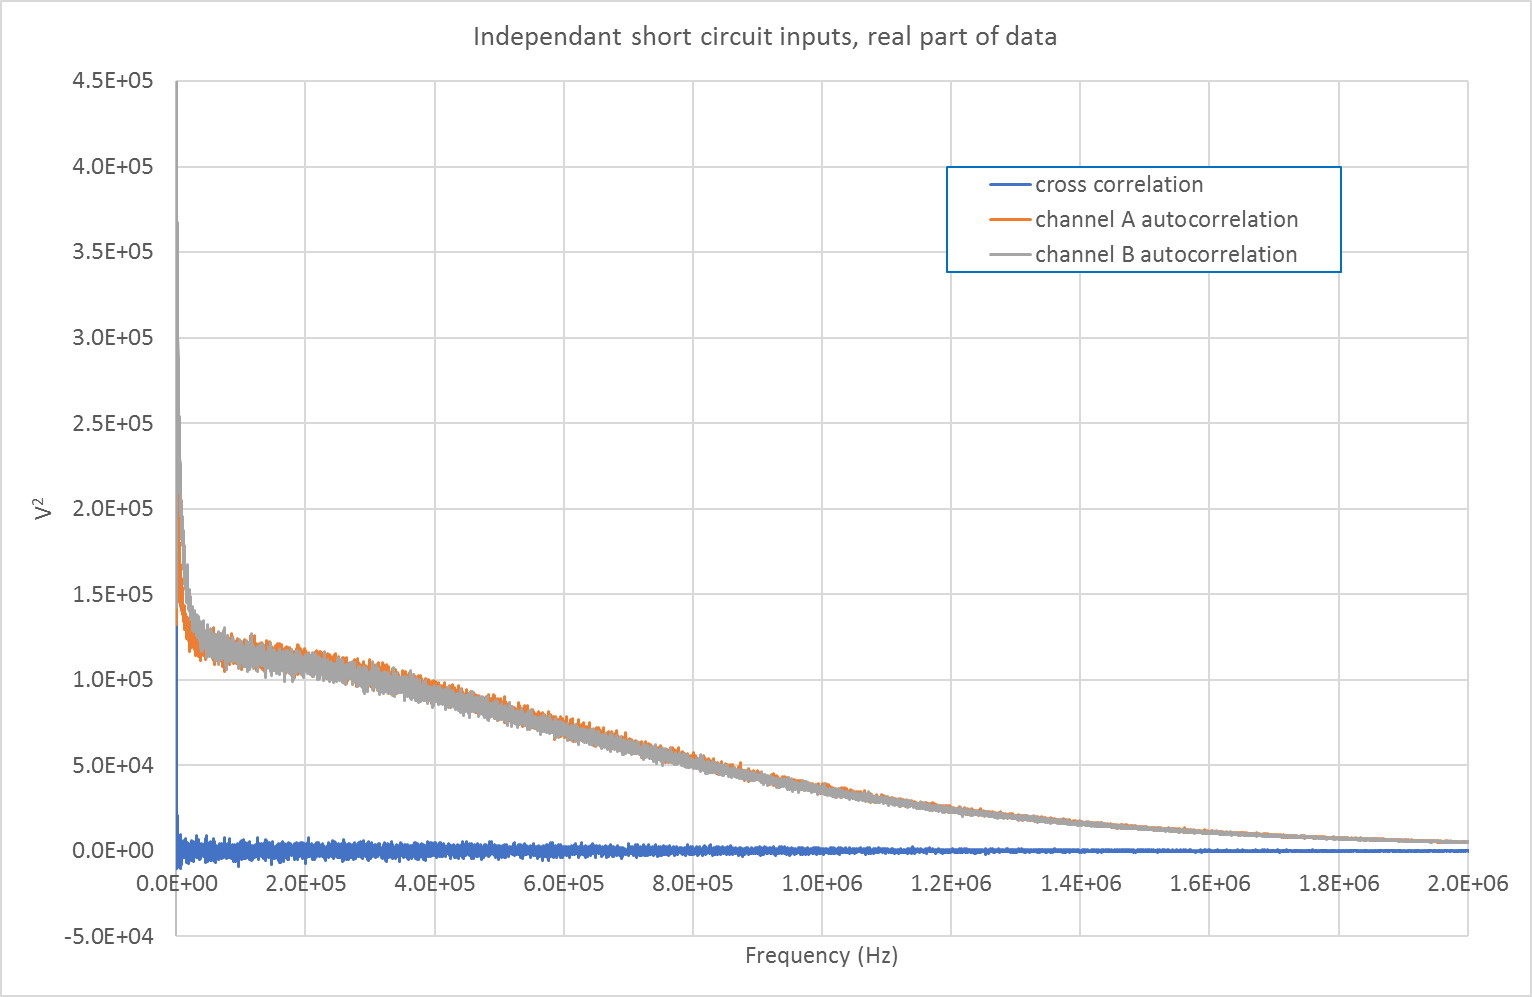 Independant short circuit inputs, real part of data
4.5E+05
4.0E+05
3.5E+05
3.0E+05
2.5E+05
2.0E+05
1.5E+05
1.0E+05
5.0E+04
0.0E+00
-5.0E+04
V²
cross correlation
channel A autocorrelation
channel B autocorrelation
0.0E+00 2.0E+05 4.0E+05 6.0E+05 8.0E+05 1.0E+06 1.2E+06 1.4E+06 1.6E+06 1.8E+06 2.0E+06
Frequency (Hz)